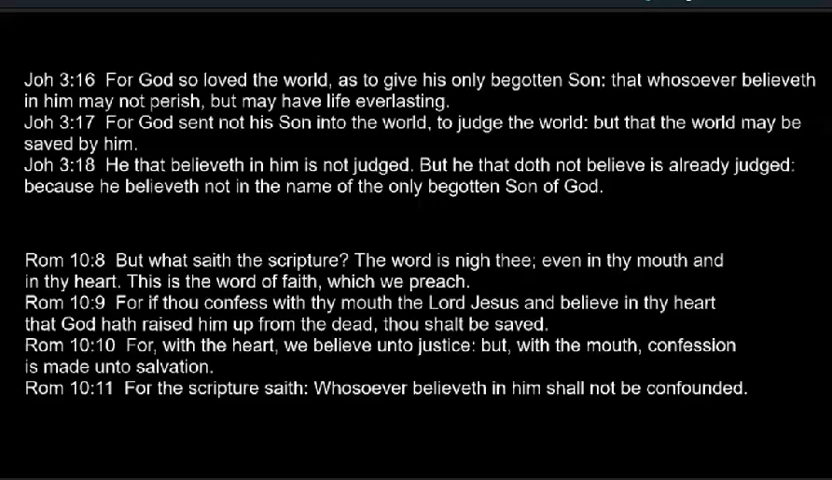 Joh 3:16 For God so loved the world, as to give his only begotten Son: that whosoever believeth
in him may not perish, but may have life everlasting.
Joh 3:17 For God sent not his Son into the world, to judge the world: but that the world may be
saved by him.
Joh 3:18 He that believeth in him is not judged. But he that doth not believe is already judged:
because he believeth not in the name of the only begotten Son of God.
Rom 10:8 But what saith the scripture? The word is nigh thee; even in thy mouth and
in thy heart. This is the word of faith, which we preach.
Rom 10:9 For if thou confess with thy mouth the Lord Jesus and believe in thy heart
that God hath raised him up from the dead, thou shalt be saved.
Rom 10:10 For, with the heart, we believe unto justice: but, with the mouth, confession
is made unto salvation.
Rom 10:11 For the scripture saith: Whosoever believeth in him shall not be confounded.